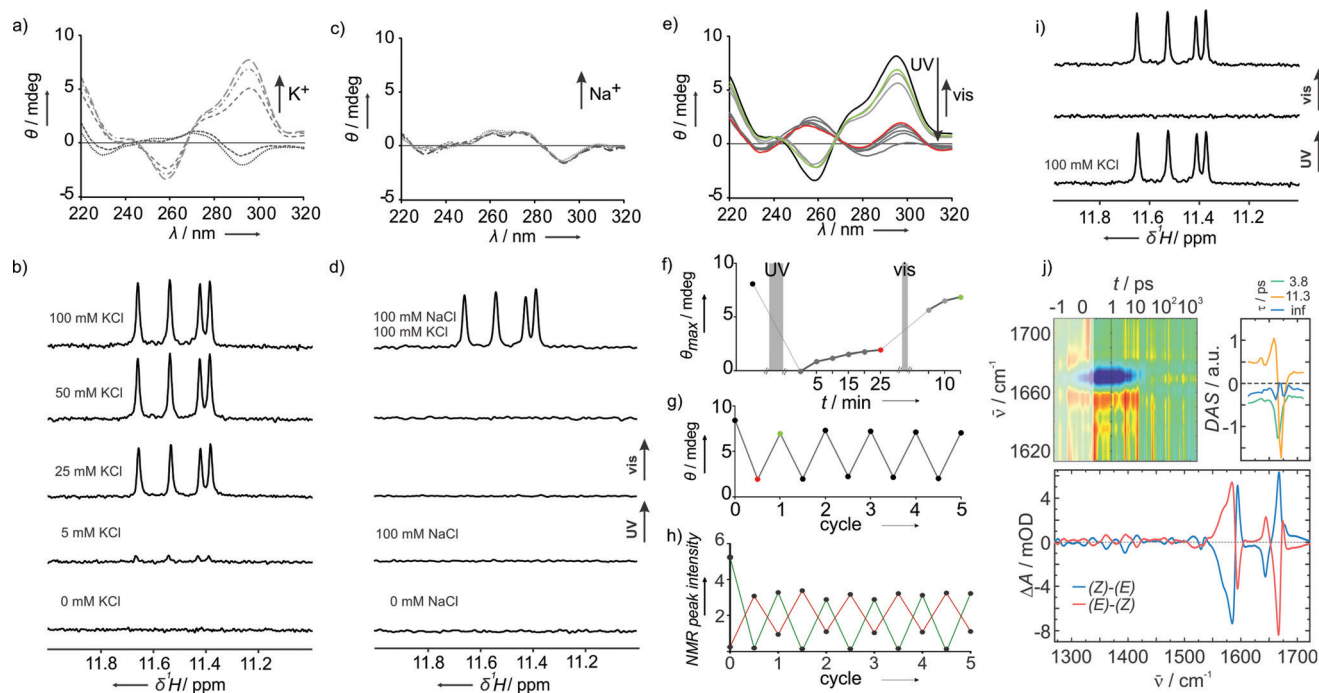 a)
θ / mdeg
10
5
0
-5
K⁺
220 240 260 280 300 320
λ / nm
c)
θ / mdeg
10
5
0
-5
Na⁺
220 240 260 280 300 320
λ / nm
e)
θ / mdeg
10
5
0
-5
UV
vis
220 240 260 280 300 320
λ / nm
i)
vis
UV
100 mM KCl
11.8 11.6 11.4 11.2
δ¹H / ppm
b)
100 mM KCl
50 mM KCl
25 mM KCl
5 mM KCl
0 mM KCl
11.8 11.6 11.4 11.2
δ¹H / ppm
d)
100 mM NaCl
100 mM KCl
vis
UV
100 mM NaCl
0 mM NaCl
11.8 11.6 11.4 11.2
δ¹H / ppm
f)
UV vis
θmax / mdeg
10
5
0
5 15 25 10
t / min
g)
θ / mdeg
10
5
0
0 1 2 3 4 5
cycle
h)
NMR peak intensity
6
4
2
0 1 2 3 4 5
cycle
j)
t / ps
-1 0 1 10 10² 10³
ν̄ / cm⁻¹
1700
1660
1620
τ / ps
3.8
11.3
inf
DAS / a.u.
1
0
-1
ΔA / mOD
4
0
-4
-8
(Z)-(E)
(E)-(Z)
1300 1400 1500 1600 1700
ν̄ / cm⁻¹